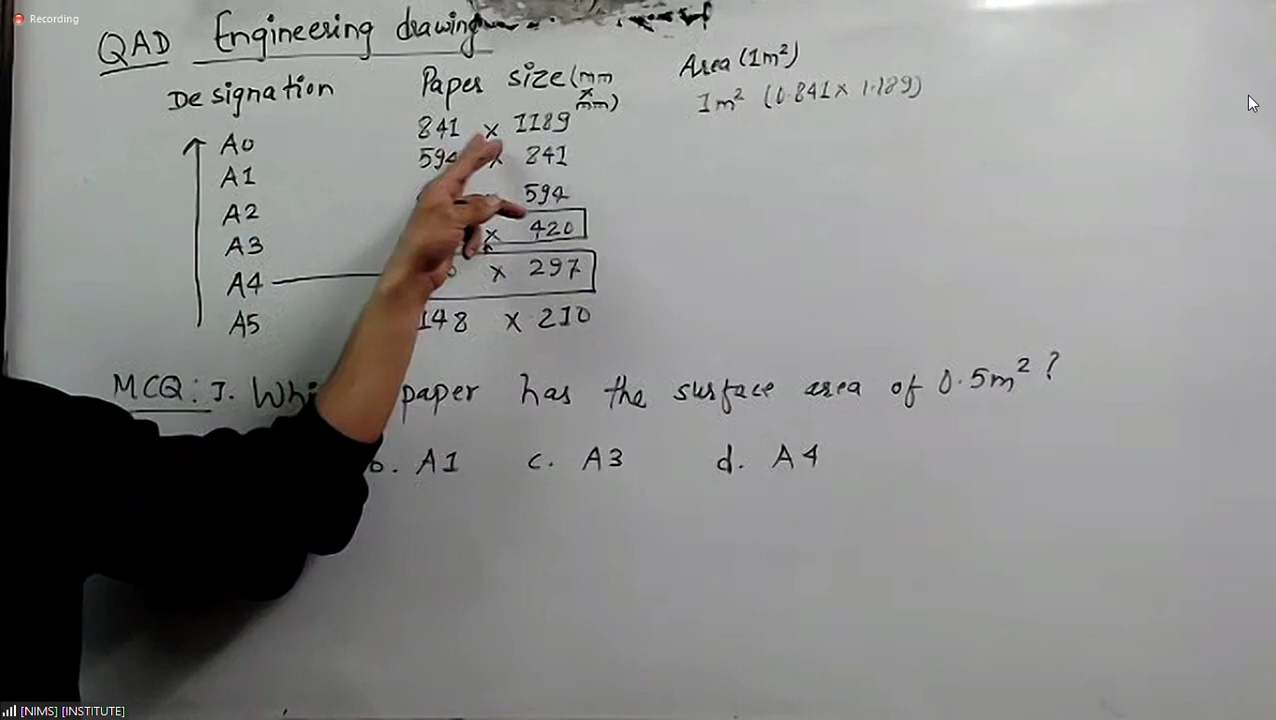 Recording
QAD Engineering drawing
Designation Paper size (mm x mm) Area (1m²)
1m² (0.841 x 1.189)
A0 841 x 1189
A1 594 x 841
A2 594
A3 x 420
A4 x 297
A5 148 x 210
MCQ: I. paper has the surface area of 0.5m²?
b. A1 c. A3 d. A4
[NIMS] [INSTITUTE]